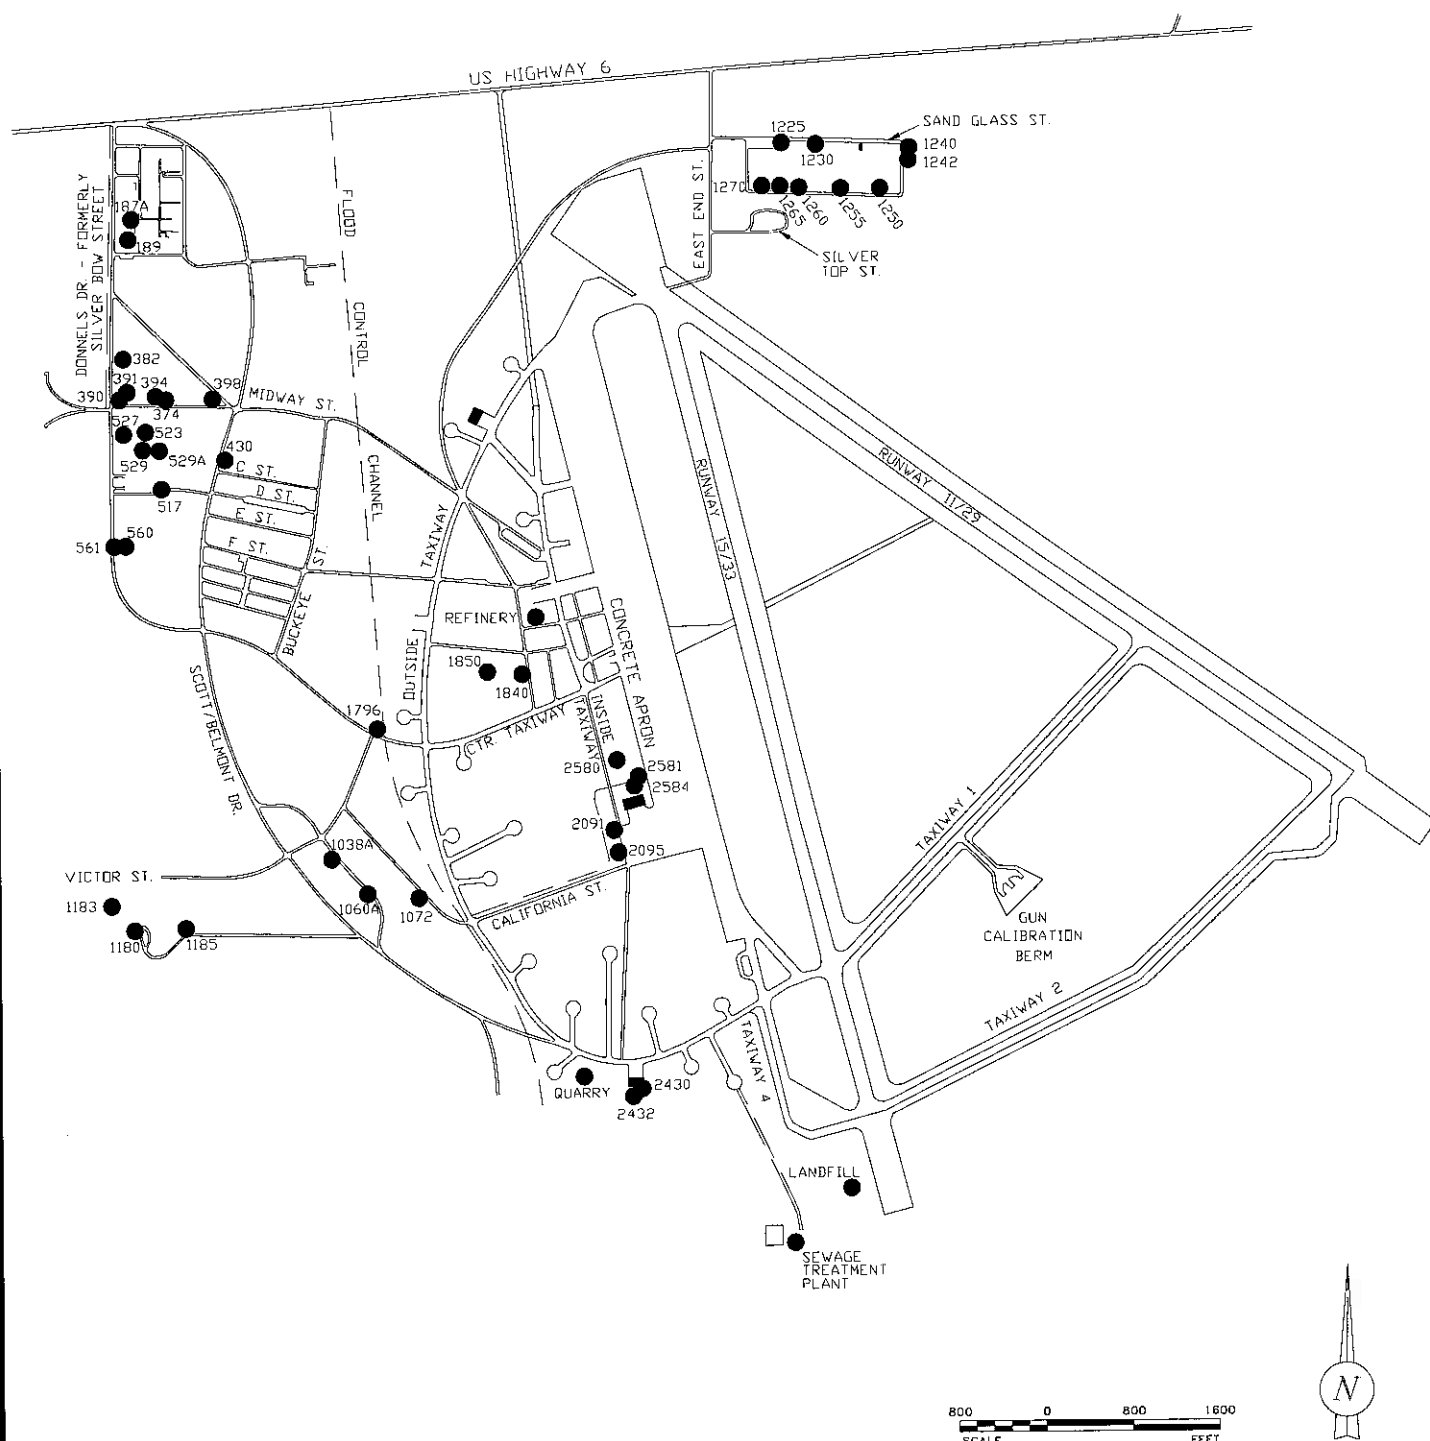 US HIGHWAY 6
SAND GLASS ST.
1225
1230
1240
1242
1270
1265
1260
1255
1250
EAST END ST.
SILVER
TOP ST.
DONNELS DR. - FORMERLY
SILVER BOW STREET
187A
189
FLOOD
CONTROL
CHANNEL
382
391
394
398
390
374
MIDWAY ST.
527
523
529
529A
430
C ST.
D ST.
E ST.
F ST.
517
561
560
BUCKEYE ST.
TAXIWAY
OUTSIDE
RUNWAY 15/33
RUNWAY 11/29
REFINERY
CONCRETE APRON
1850
1840
INSIDE
TAXIWAY
CTR. TAXIWAY
1796
SCOTT/BELMONT DR.
2580
2581
2584
2091
2095
TAXIWAY 1
1038A
VICTOR ST.
1183
1060A
1072
CALIFORNIA ST.
1180
1185
GUN
CALIBRATION
BERM
TAXIWAY 2
TAXIWAY 4
QUARRY
2430
2432
LANDFILL
SEWAGE
TREATMENT
PLANT
N
800 0 800 1600
SCALE FEET